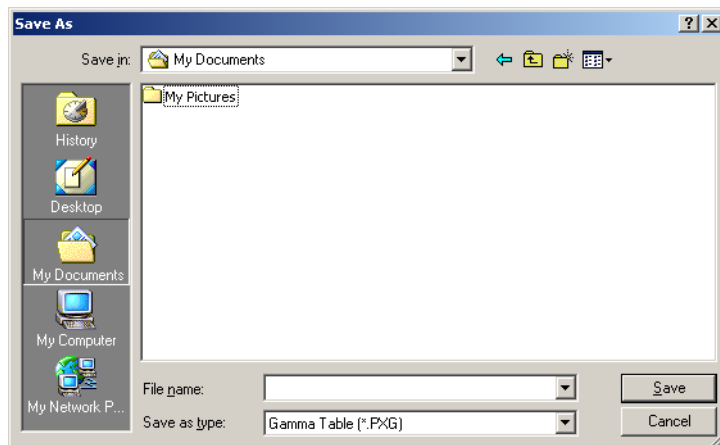 Save As
Save in: My Documents
My Pictures
History
Desktop
My Documents
My Computer
My Network P...
File name:
Save
Save as type: Gamma Table (*.PXG)
Cancel